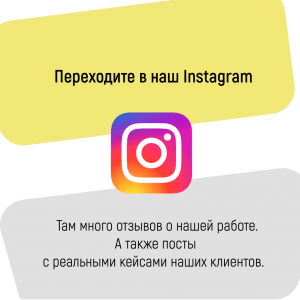 Переходите в наш Instagram
Там много отзывов о нашей работе.
А также посты
с реальными кейсами наших клиентов.